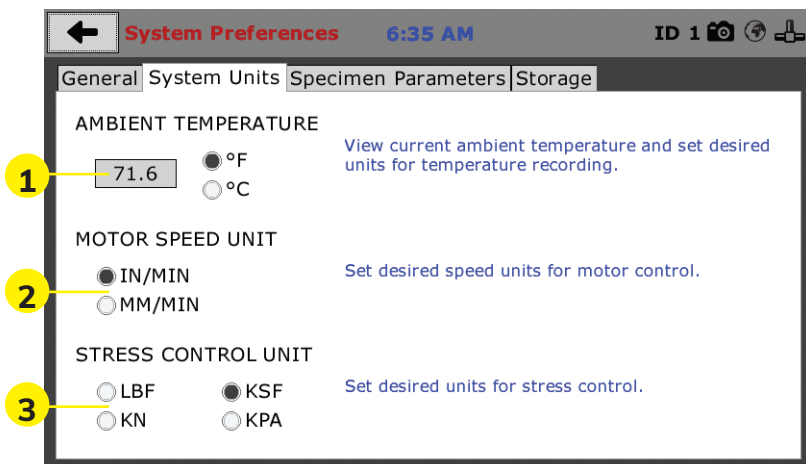 System Preferences 6:35 AM ID 1
General System Units Specimen Parameters Storage
AMBIENT TEMPERATURE
1 71.6 °F
°C
View current ambient temperature and set desired
units for temperature recording.
MOTOR SPEED UNIT
2 IN/MIN
MM/MIN
Set desired speed units for motor control.
STRESS CONTROL UNIT
3 LBF KSF
KN KPA
Set desired units for stress control.